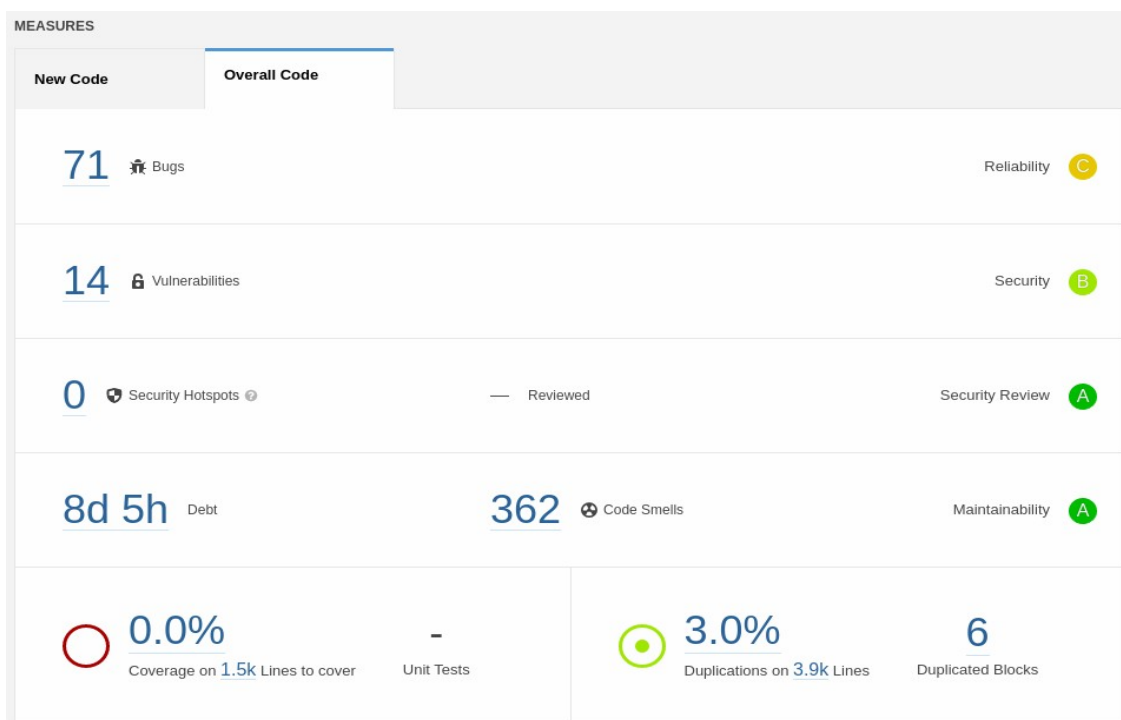 MEASURES
New Code
Overall Code
71 Bugs
Reliability C
14 Vulnerabilities
Security B
0 Security Hotspots ?
— Reviewed
Security Review A
8d 5h Debt
362 Code Smells
Maintainability A
0.0%
Coverage on 1.5k Lines to cover
-
Unit Tests
3.0%
Duplications on 3.9k Lines
6
Duplicated Blocks